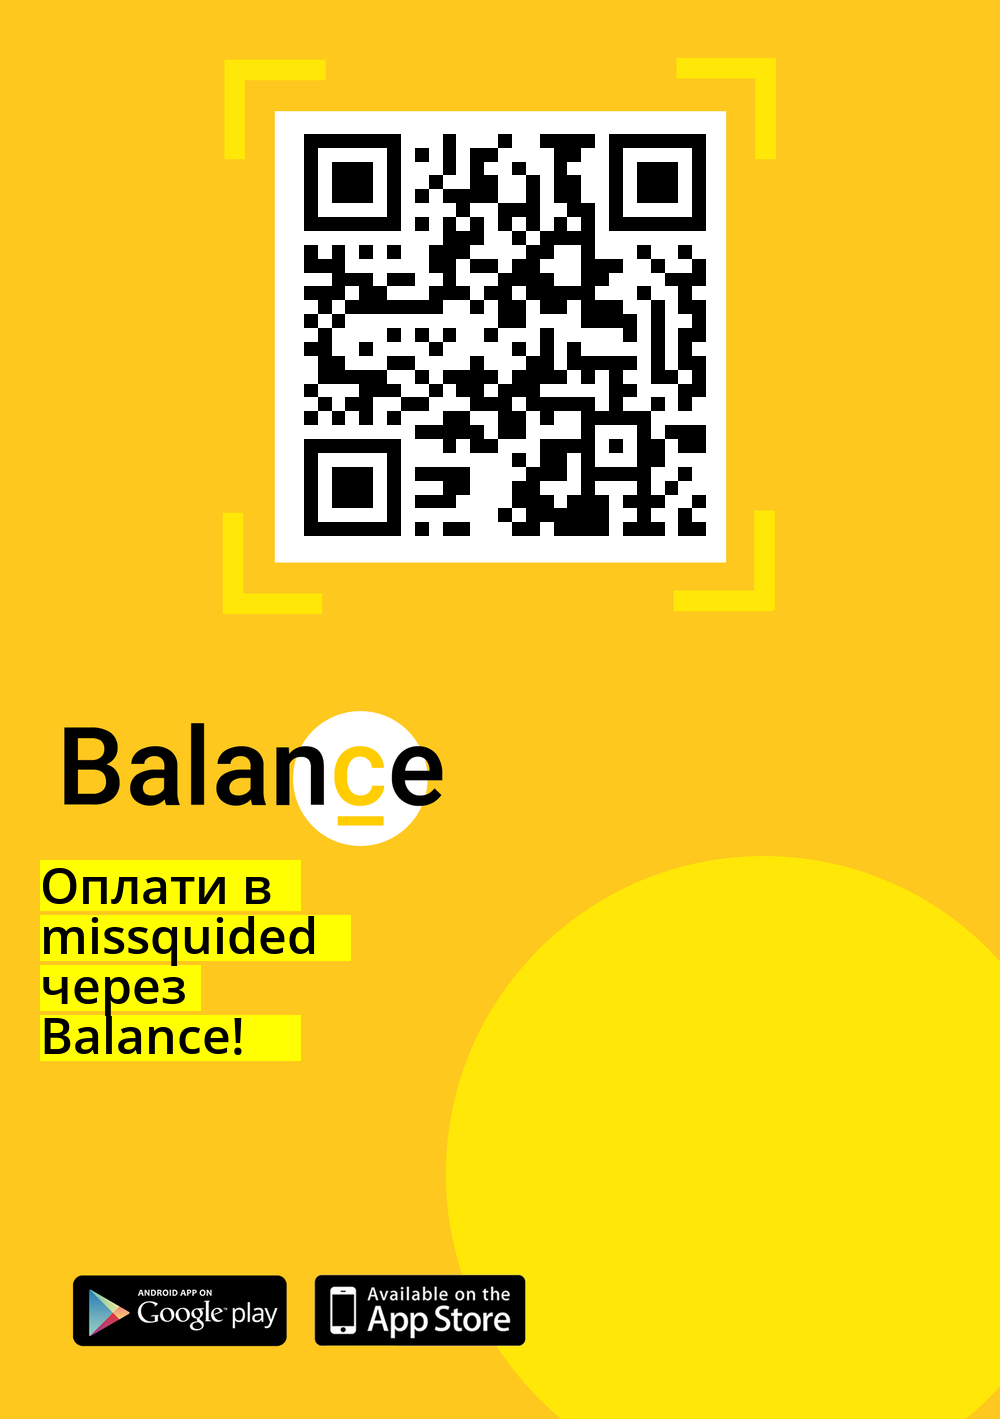 Balance
Оплати в
missquided
через
Balance!
ANDROID APP ON
Google play
Available on the
App Store